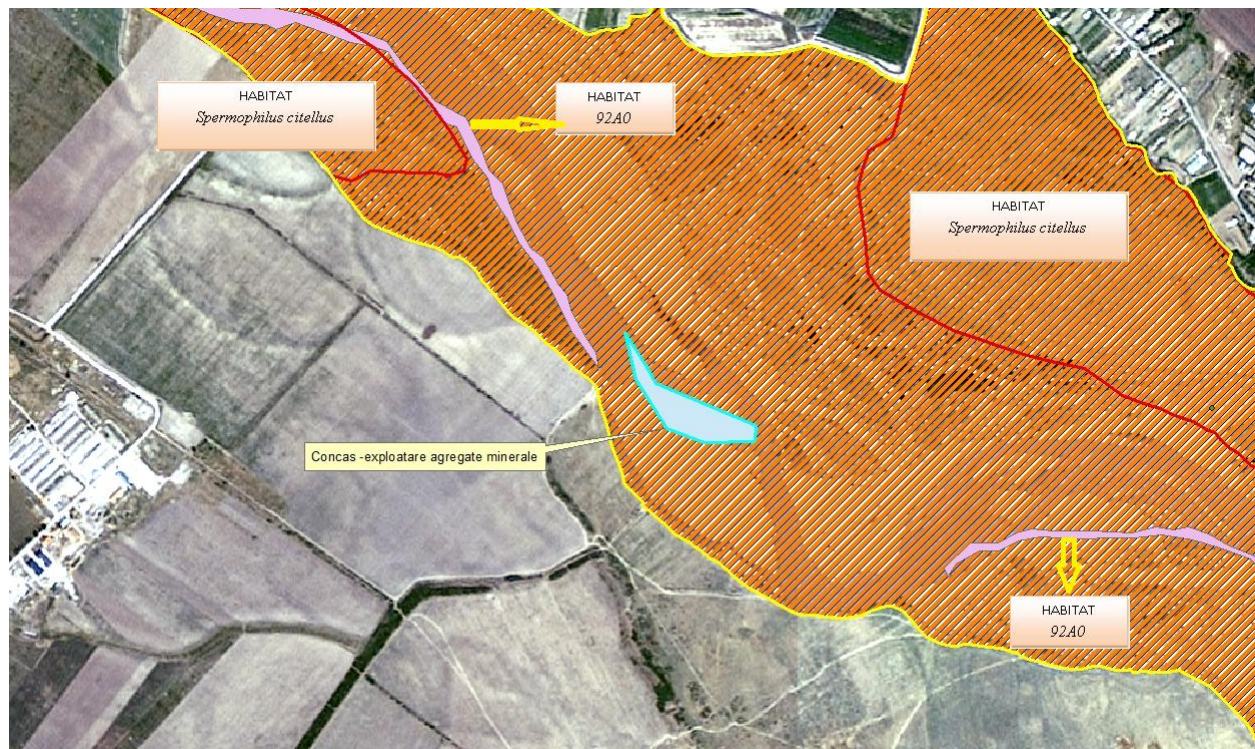 HABITAT
Spermophilus citellus
HABITAT
92A0
HABITAT
Spermophilus citellus
Concas -exploatare agregate minerale
HABITAT
92A0